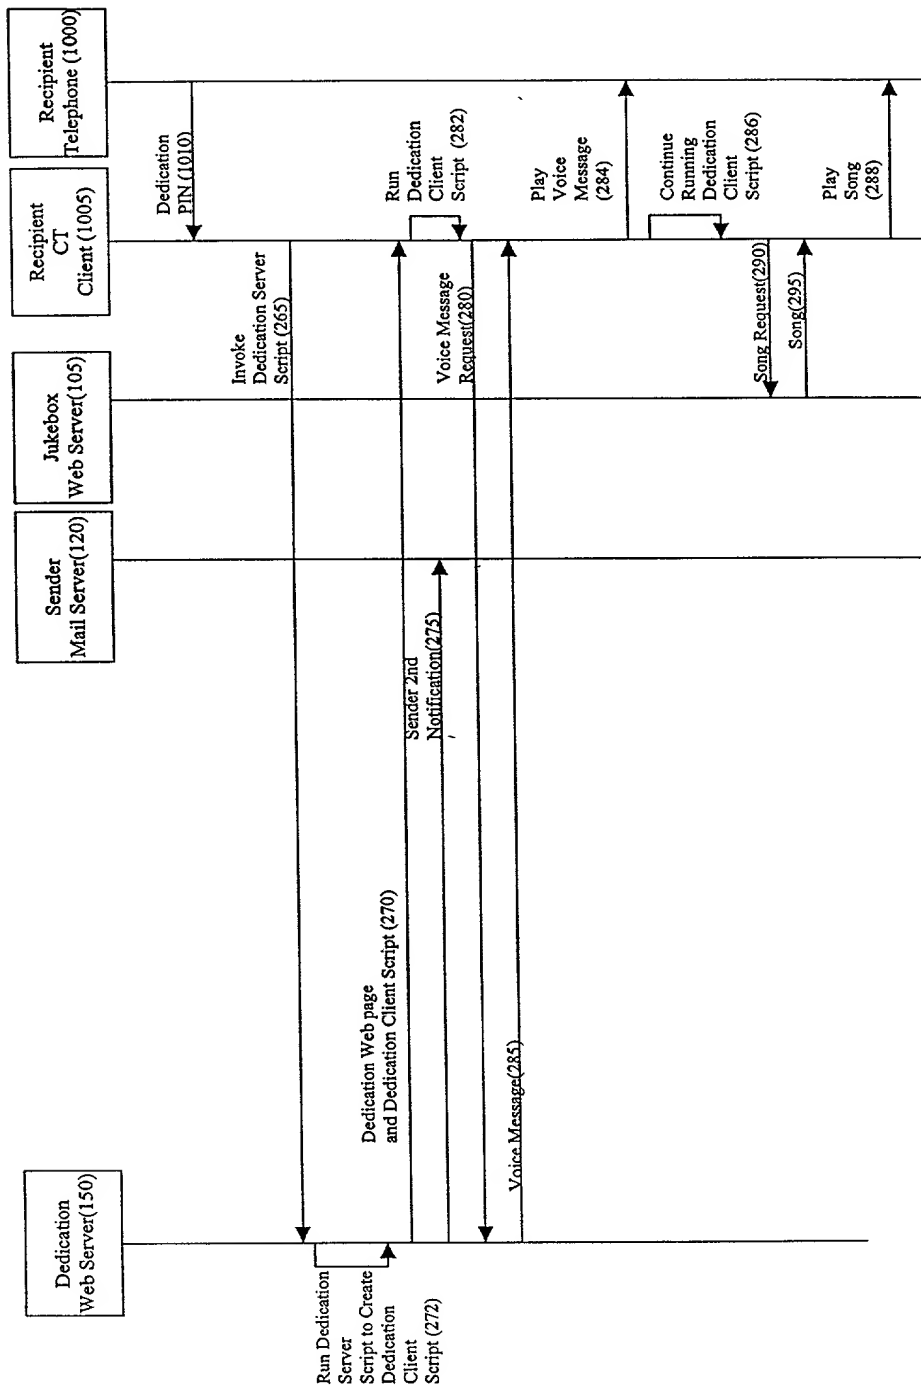 Dedication
Web Server(150)
Sender
Mail Server(120)
Jukebox
Web Server(105)
Recipient
CT
Client (1005)
Recipient
Telephone (1000)
Dedication
PIN (1010)
Invoke
Dedication Server
Script (265)
Run Dedication
Server
Script to Create
Dedication
Client
Script (272)
Dedication Web page
and Dedication Client Script (270)
Run
Dedication
Client
Script (282)
Sender 2nd
Notification(275)
Voice Message
Request(280)
Voice Message(285)
Play
Voice
Message
(284)
Continue
Running
Dedication
Client
Script (286)
Song Request(290)
Song(295)
Play
Song
(288)